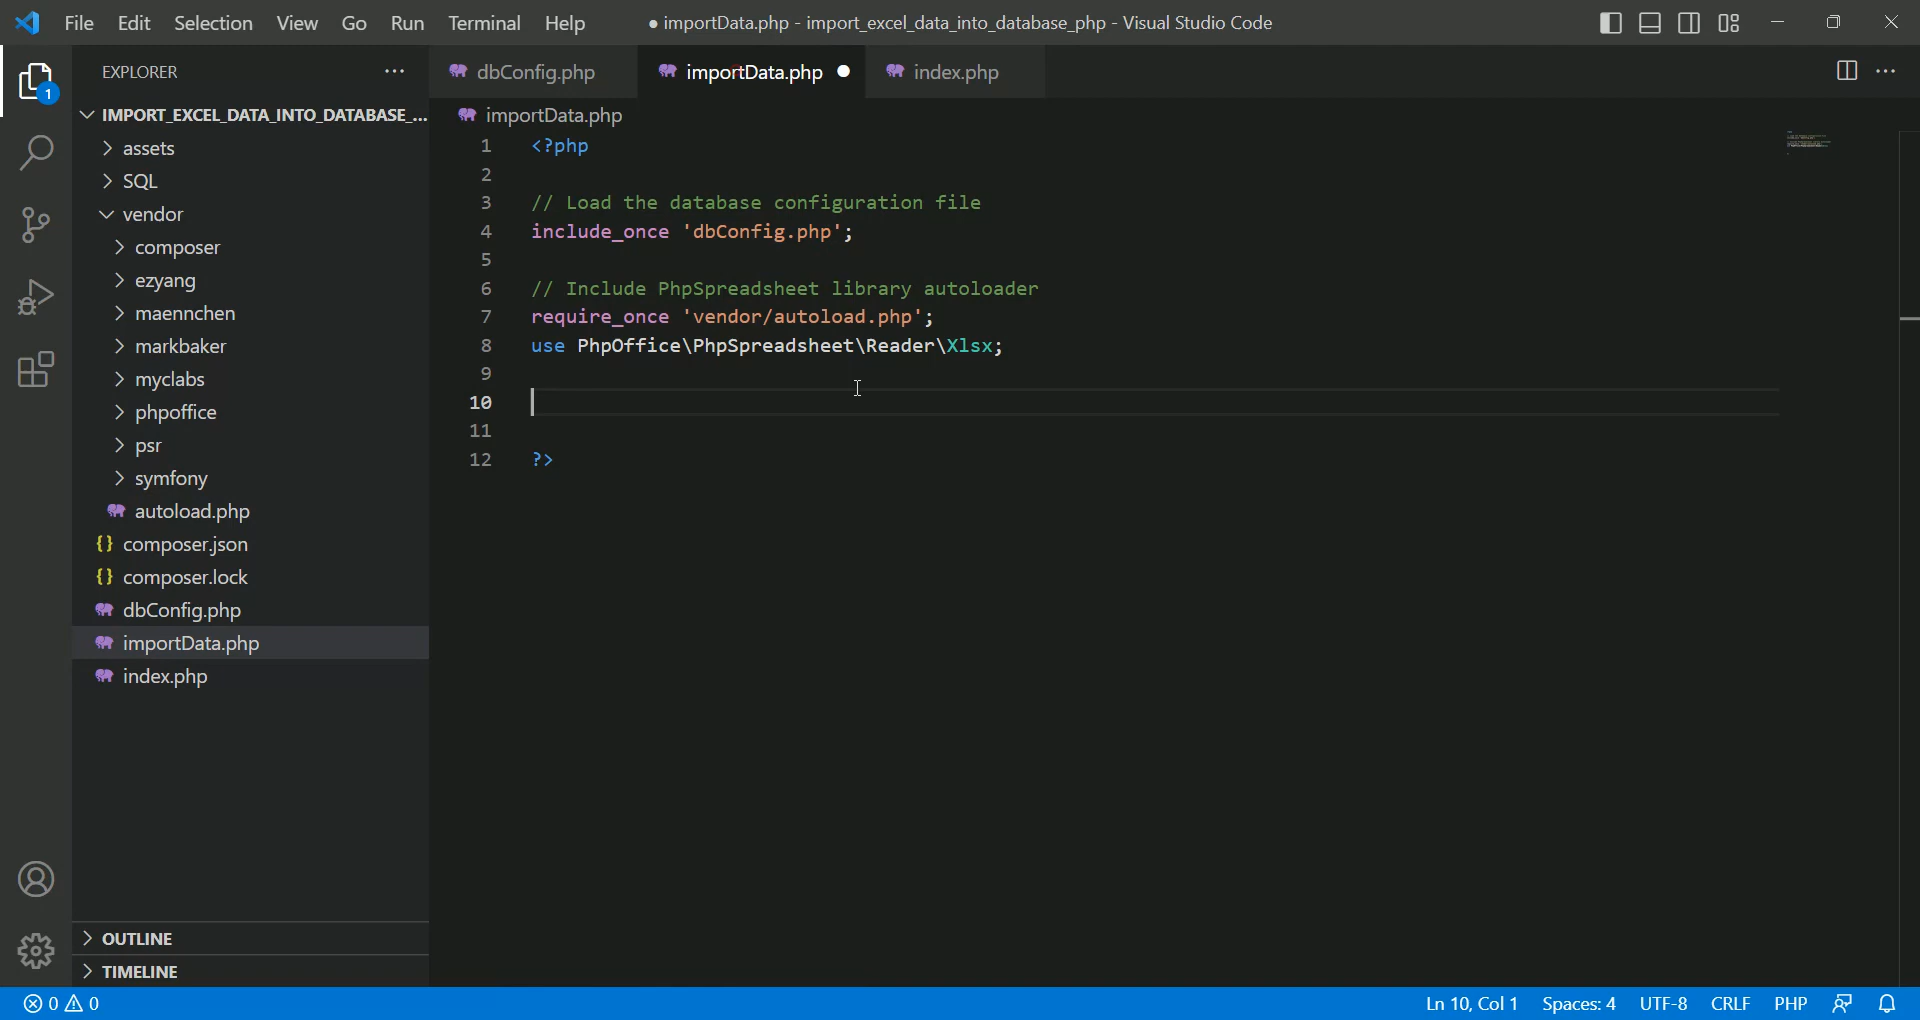 File Edit Selection View Go Run Terminal Help ● importData.php - import_excel_data_into_database_php - Visual Studio Code
EXPLORER ...
dbConfig.php importData.php ● index.php ...
1
IMPORT_EXCEL_DATA_INTO_DATABASE_...
assets
SQL
vendor
composer
ezyang
maennchen
markbaker
myclabs
phpoffice
psr
symfony
autoload.php
{} composer.json
{} composer.lock
dbConfig.php
importData.php
index.php
OUTLINE
TIMELINE
importData.php
1 <?php
2
3 // Load the database configuration file
4 include_once 'dbConfig.php';
5
6 // Include PhpSpreadsheet library autoloader
7 require_once 'vendor/autoload.php';
8 use PhpOffice\PhpSpreadsheet\Reader\Xlsx;
9
10
11
12 ?>
0 0 Ln 10, Col 1 Spaces: 4 UTF-8 CRLF PHP